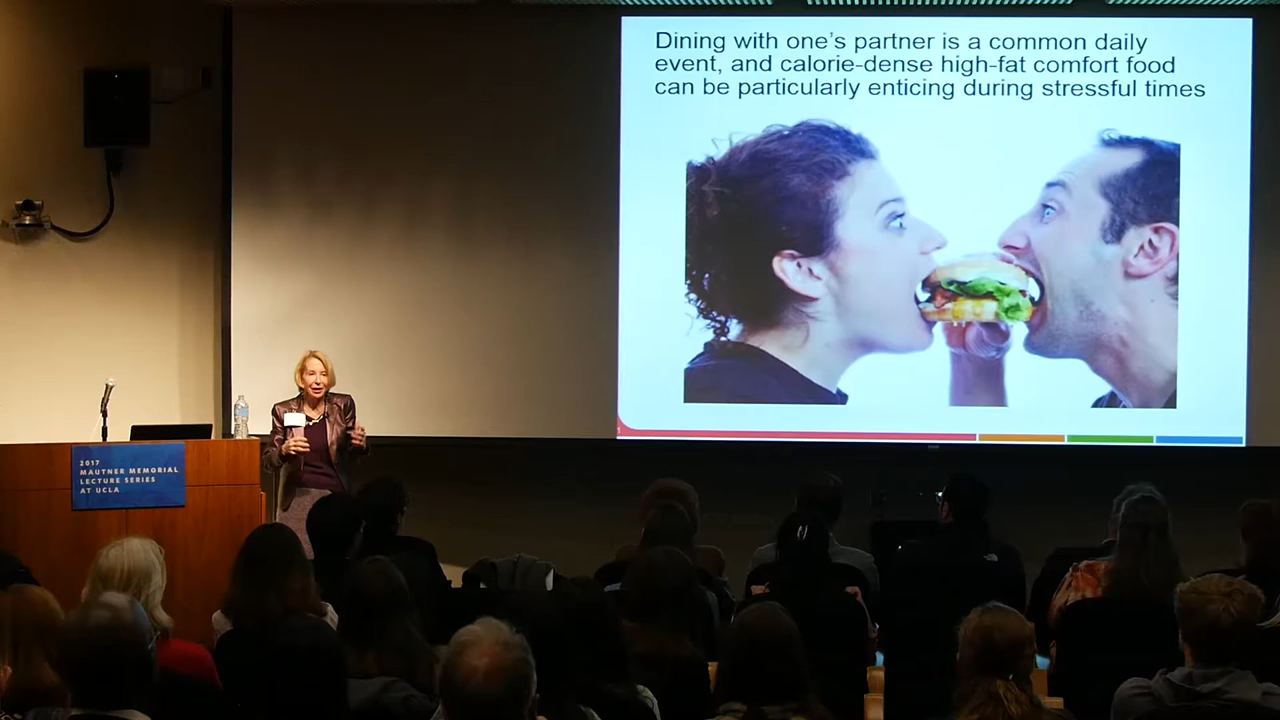 Dining with one's partner is a common daily
event, and calorie-dense high-fat comfort food
can be particularly enticing during stressful times
2017
MAUTNER MEMORIAL
LECTURE SERIES
AT UCLA